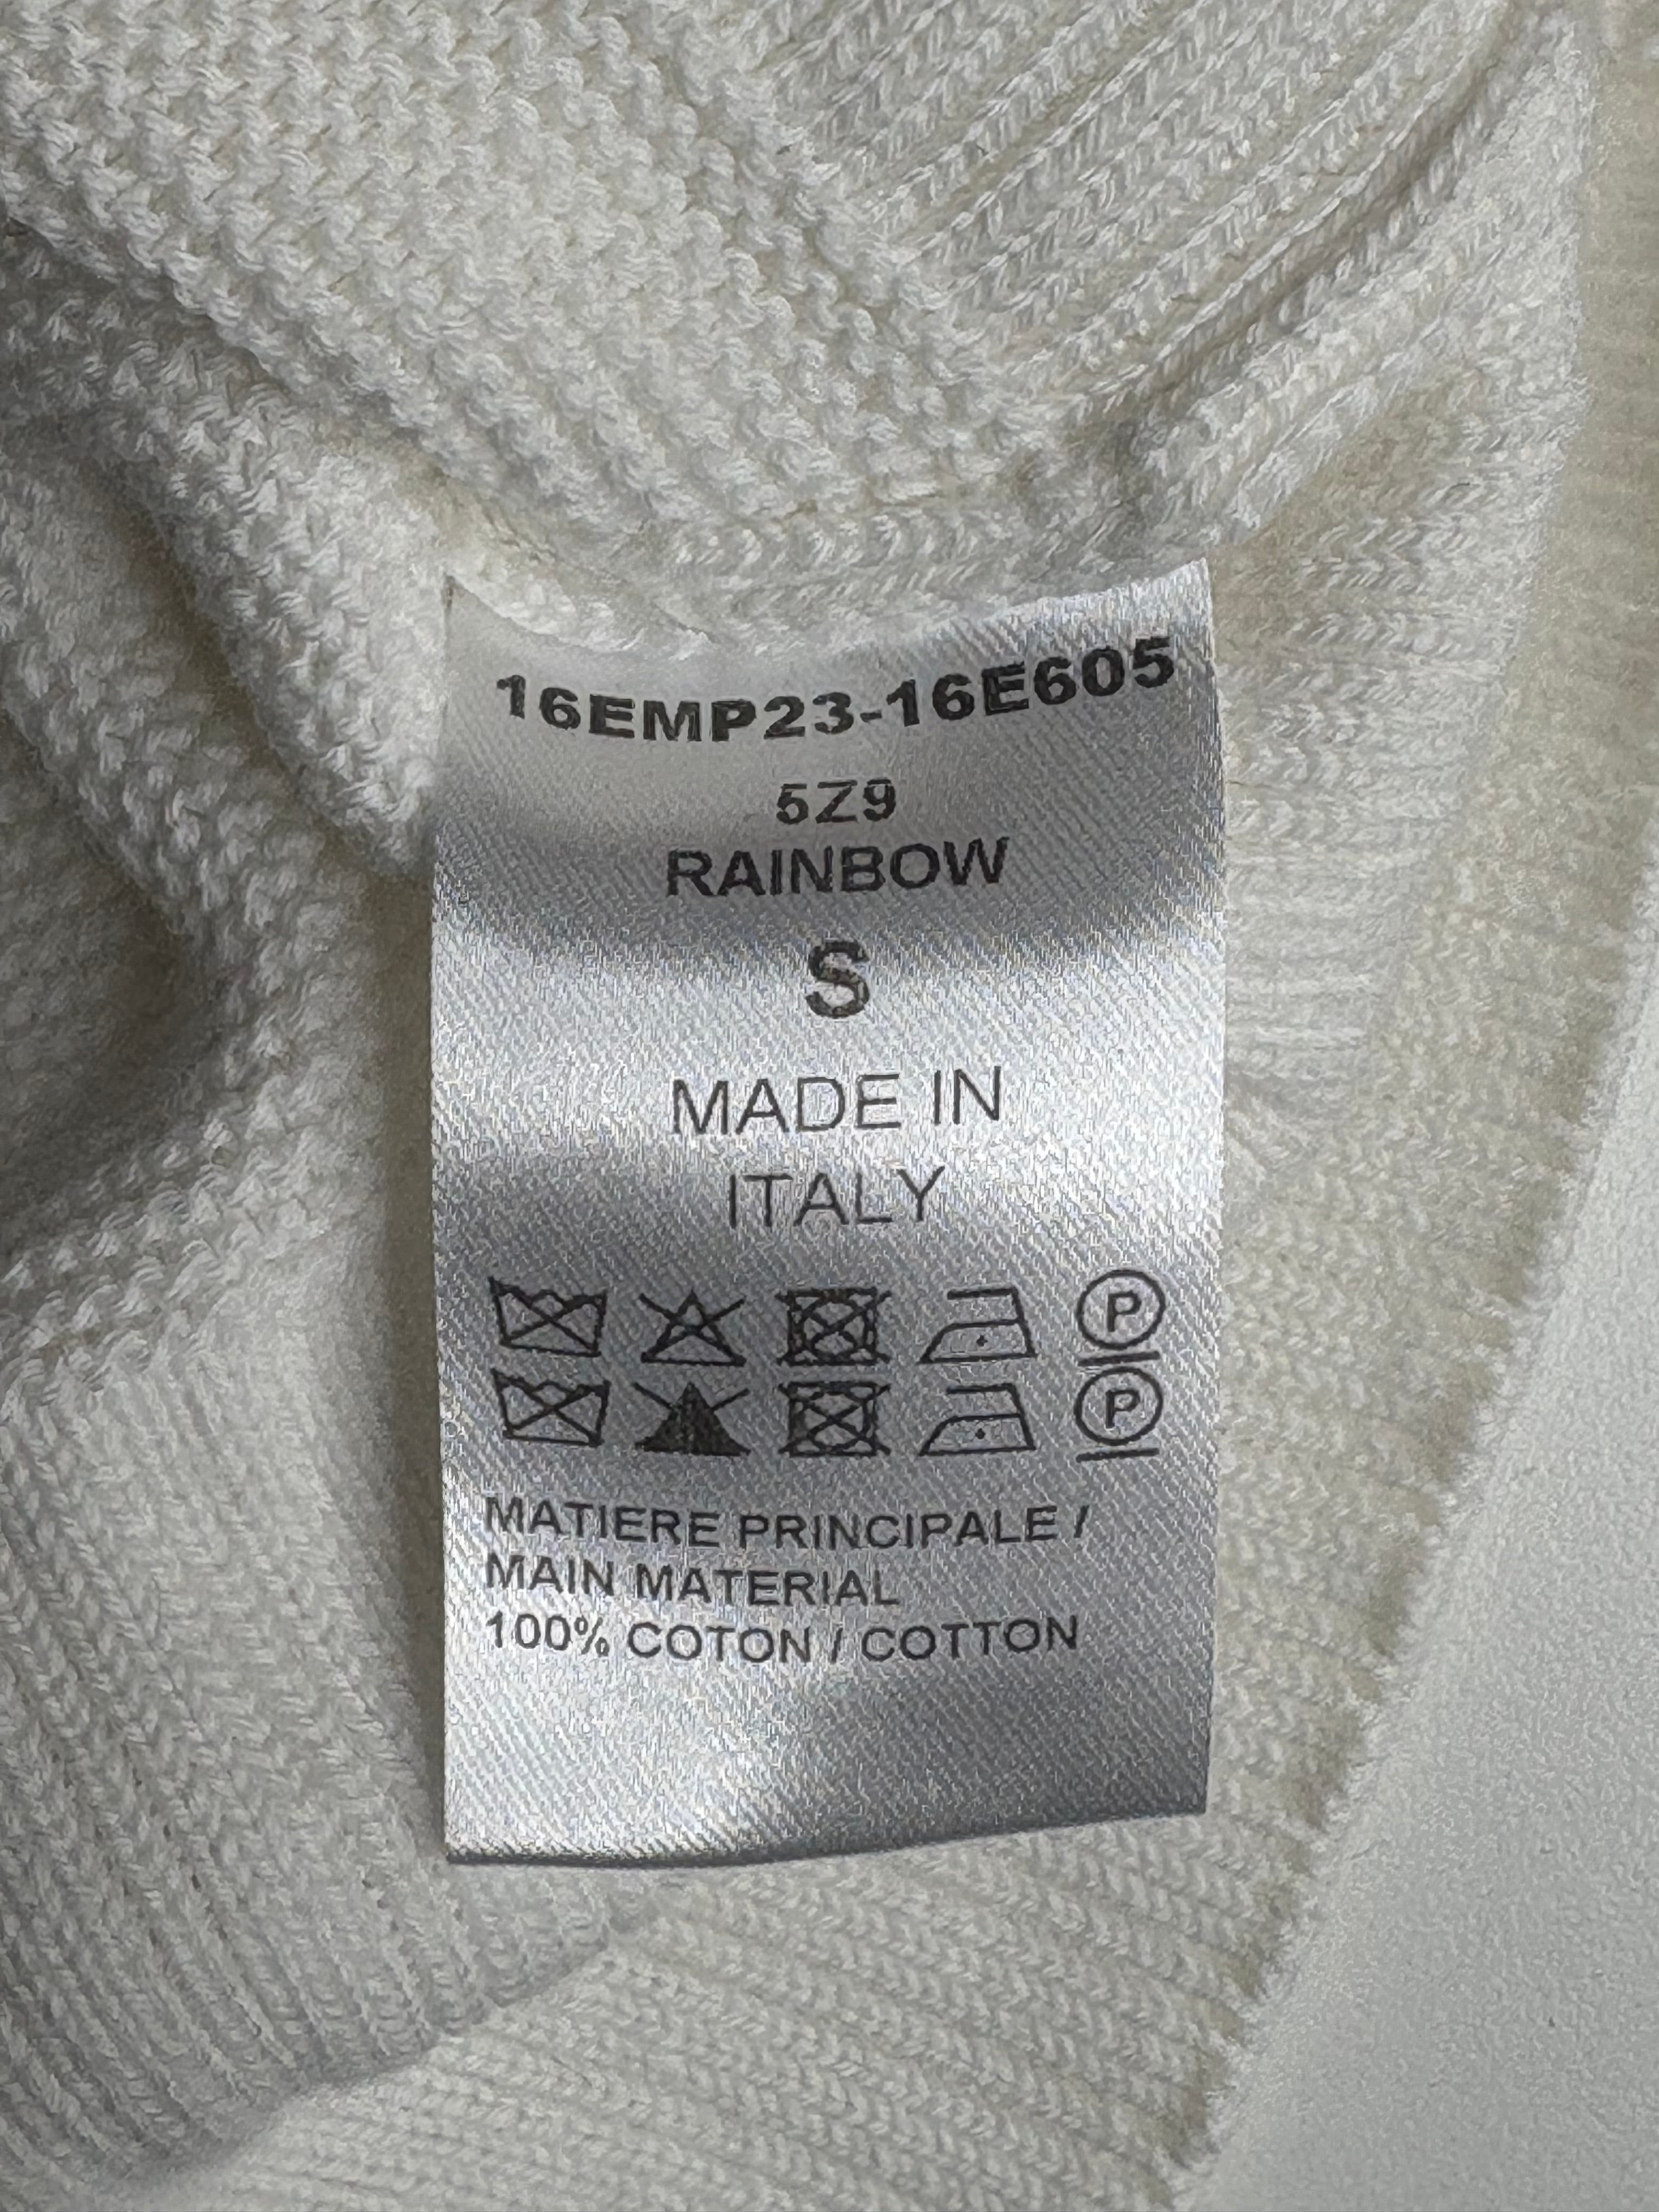 16EMP23-16E605
5Z9
RAINBOW
S
MADE IN
ITALY
P
P
MATIERE PRINCIPALE /
MAIN MATERIAL
100% COTON / COTTON